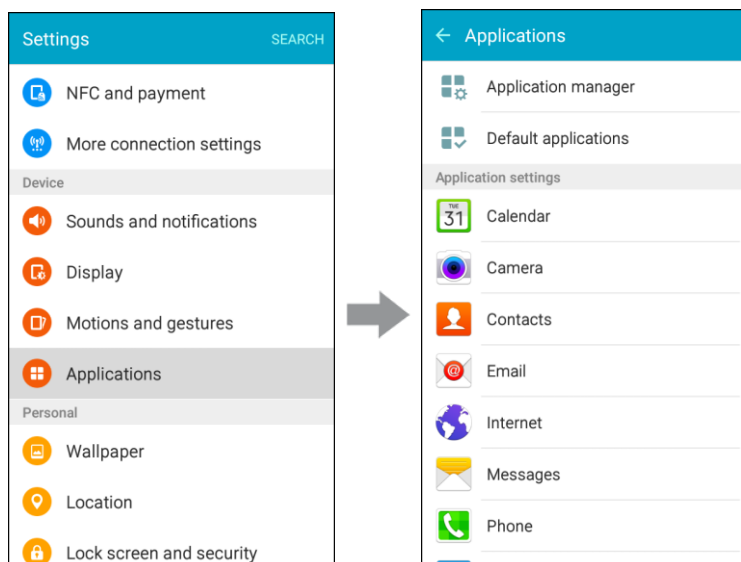 Settings SEARCH
NFC and payment
More connection settings
Device
Sounds and notifications
Display
Motions and gestures
Applications
Personal
Wallpaper
Location
Lock screen and security
Applications
Application manager
Default applications
Application settings
TUE
31
Calendar
Camera
Contacts
@
Email
Internet
Messages
Phone